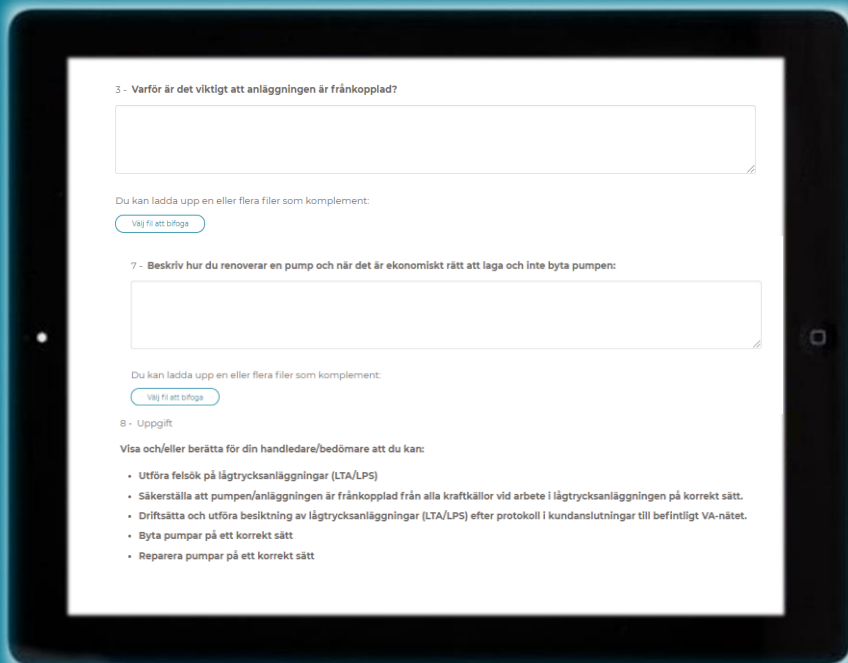 3 - Varför är det viktigt att anläggningen är frånkopplad?
Du kan ladda upp en eller flera filer som komplement:
Välj fil att bifoga
7 - Beskriv hur du renoverar en pump och när det är ekonomiskt rätt att laga och inte byta pumpen:
Du kan ladda upp en eller flera filer som komplement:
Välj fil att bifoga
8 - Uppgift
Visa och/eller berätta för din handledare/bedömare att du kan:
• Utföra felsök på lågtrycksanläggningar (LTA/LPS)
• Säkerställa att pumpen/anläggningen är frånkopplad från alla kraftkällor vid arbete i lågtrycksanläggningen på korrekt sätt.
• Driftsätta och utföra besiktning av lågtrycksanläggningar (LTA/LPS) efter protokoll i kundanslutningar till befintligt VA-nätet.
• Byta pumpar på ett korrekt sätt
• Reparera pumpar på ett korrekt sätt